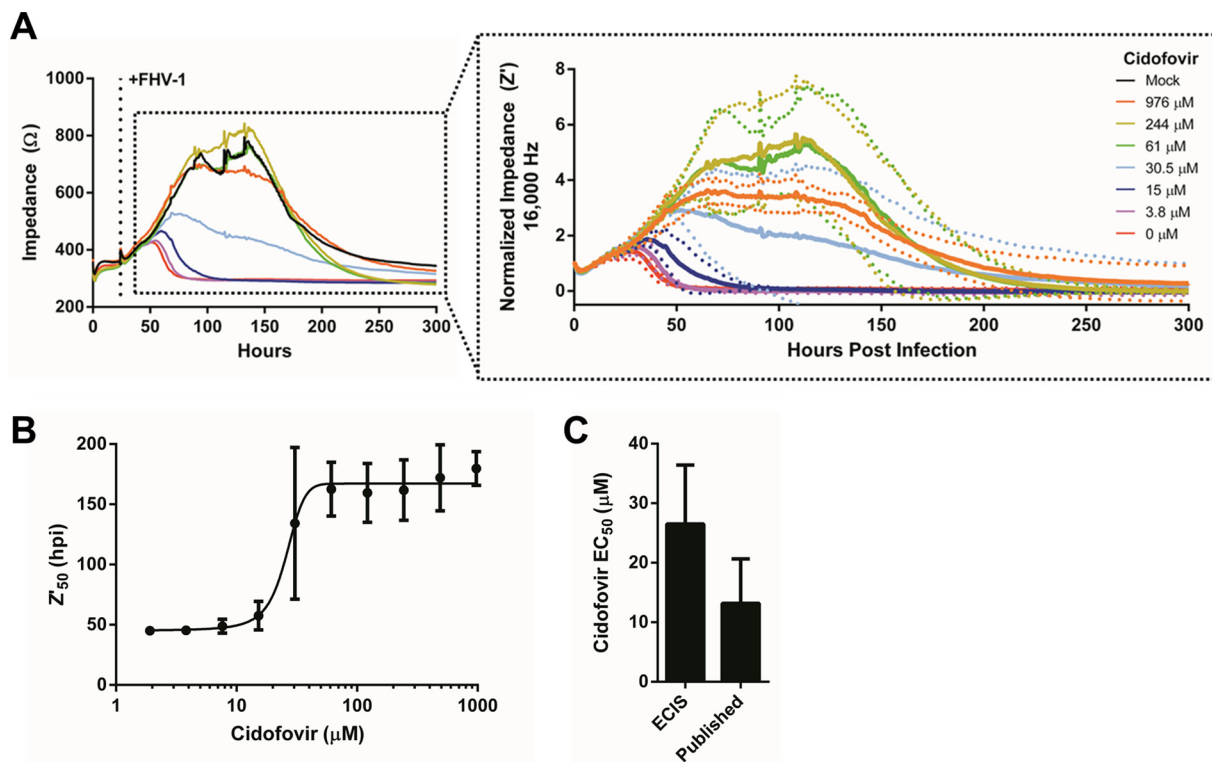 A
Impedance (Ω)
1000
800
600
400
200
+FHV-1
0 50 100 150 200 250 300
Hours
Normalized Impedance (Z')
16,000 Hz
8
6
4
2
0
0 50 100 150 200 250 300
Hours Post Infection
Cidofovir
Mock
976 µM
244 µM
61 µM
30.5 µM
15 µM
3.8 µM
0 µM
B
Z'50 (hpi)
200
150
100
50
0
1 10 100 1000
Cidofovir (µM)
C
Cidofovir EC50 (µM)
40
30
20
10
0
ECIS
Published